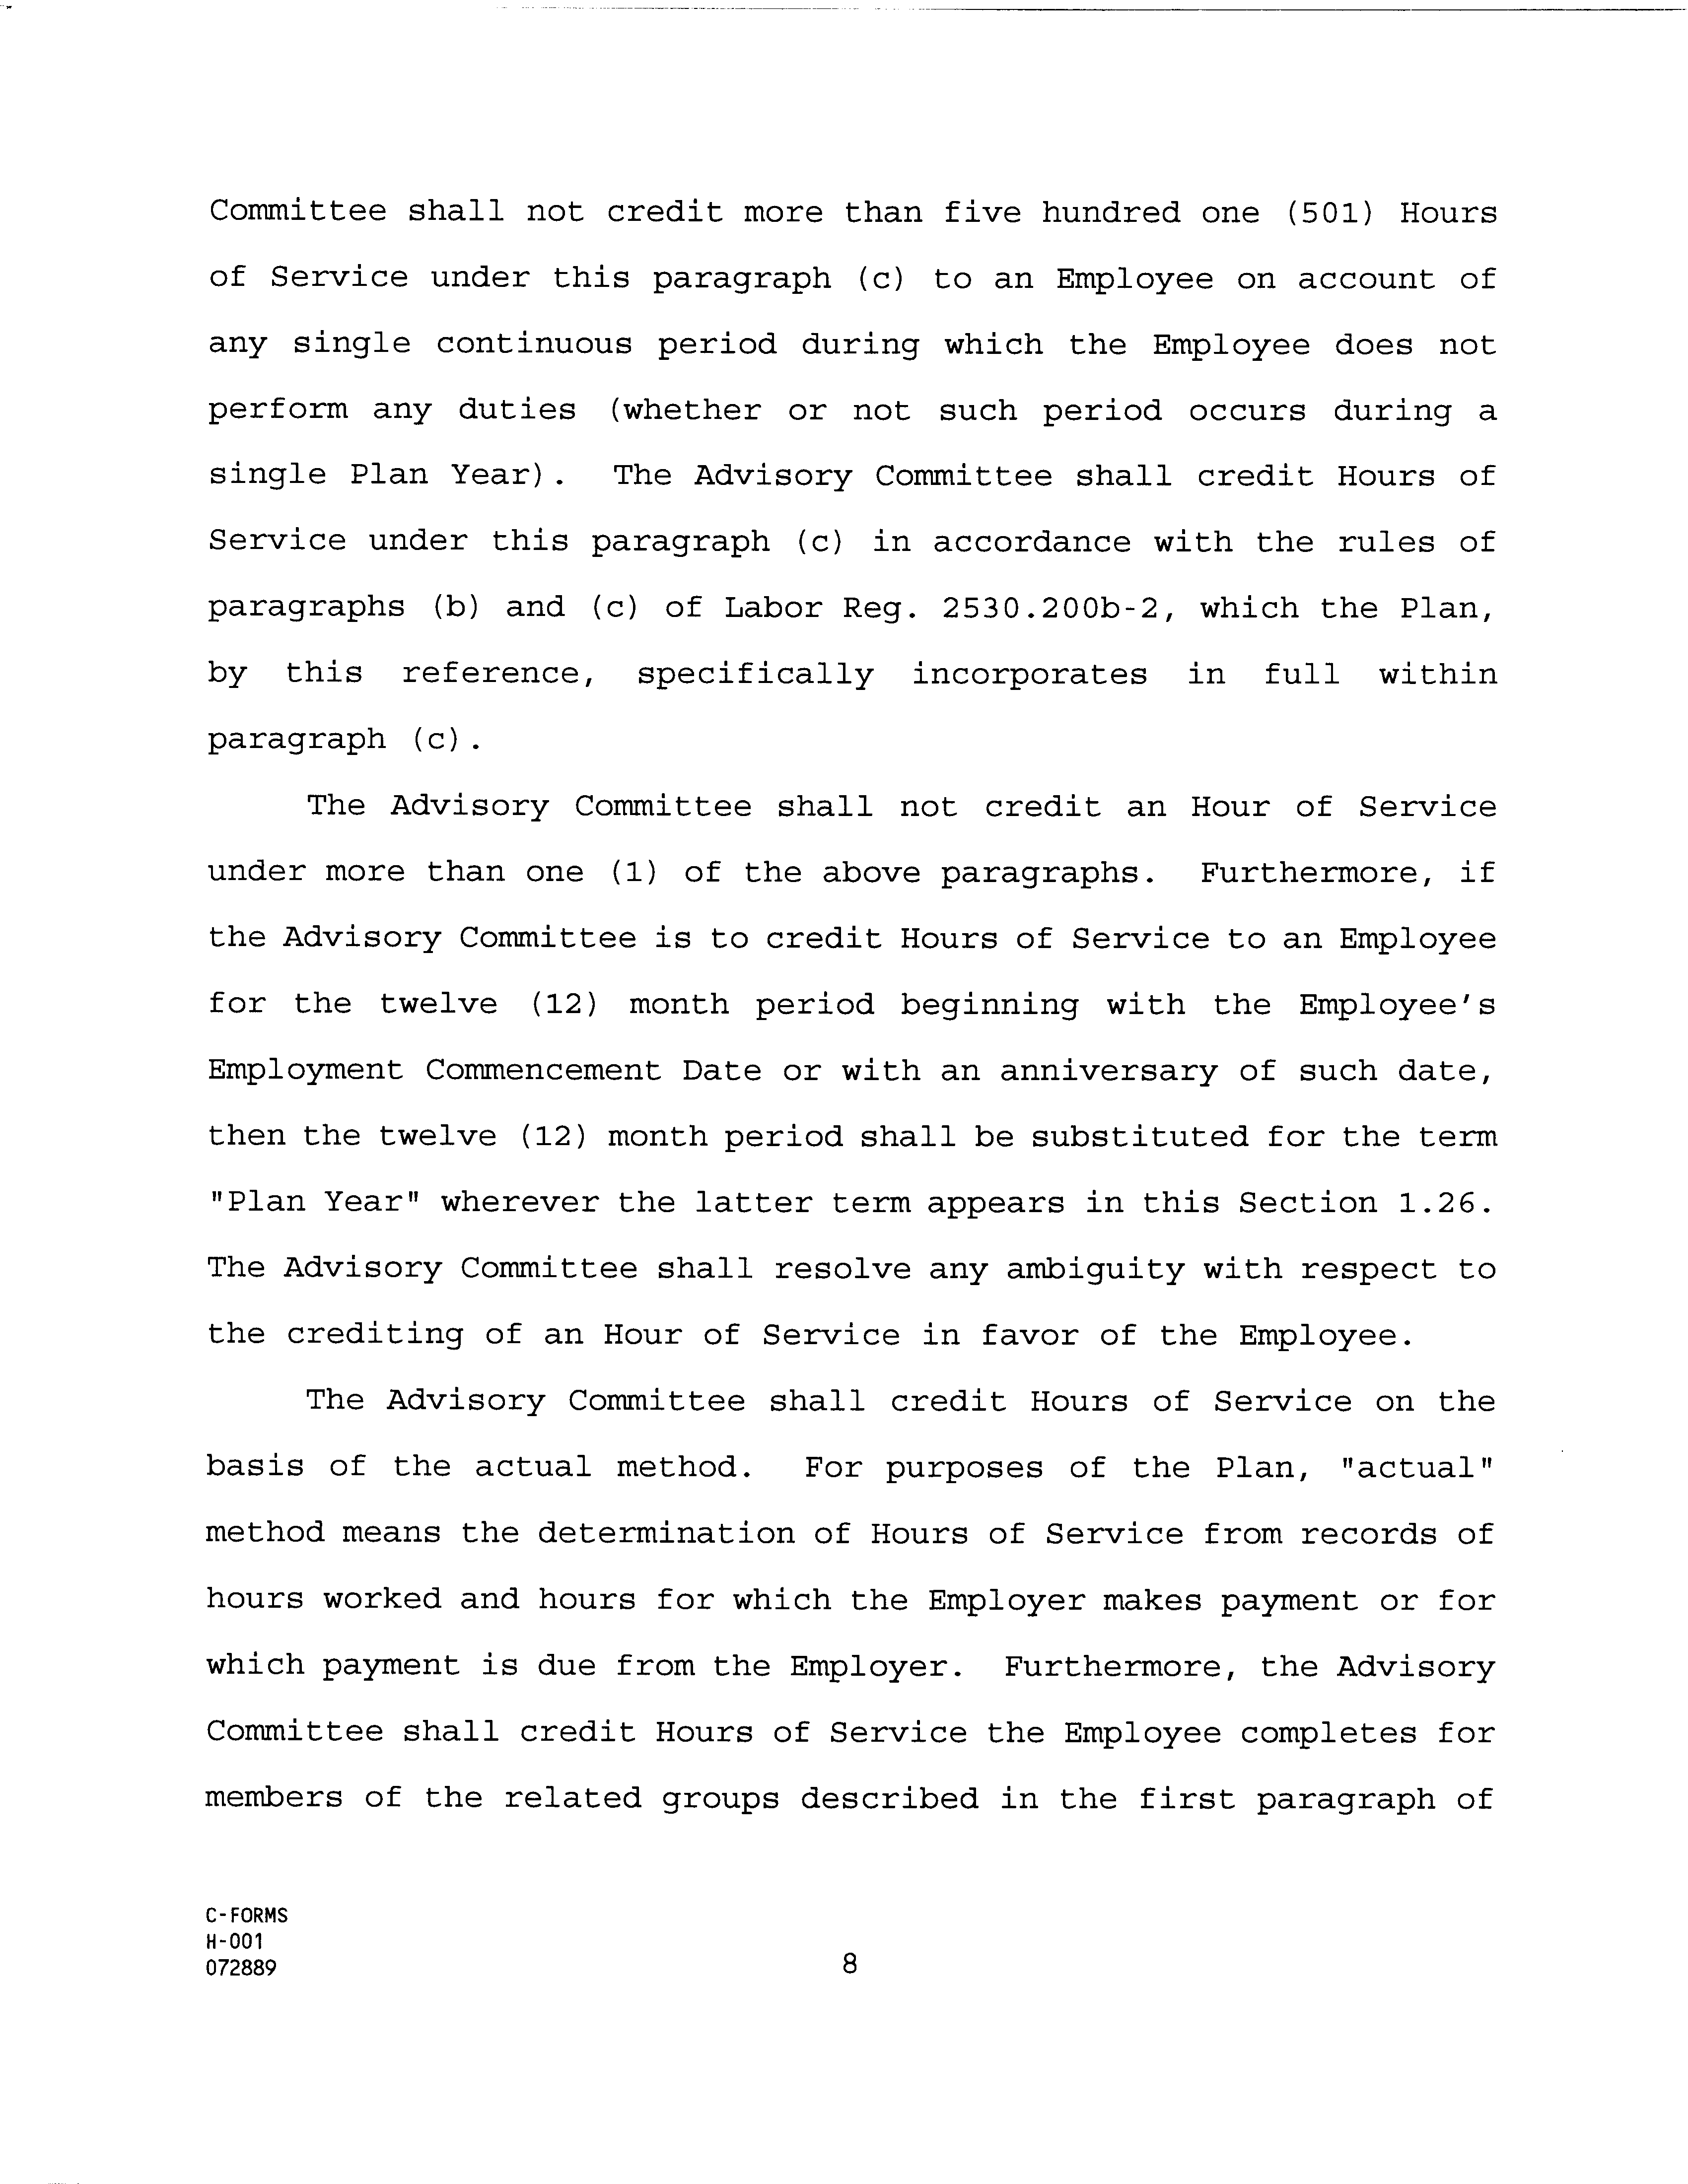 Committee shall not credit more than five hundred one (501) Hours
of Service under this paragraph (c) to an Employee on account of
any single continuous period during which the Employee does not
perform any duties (whether or not such period occurs during a
single Plan Year). The Advisory Committee shall credit Hours of
Service under this paragraph (c) in accordance with the rules of
paragraphs (b) and (c) of Labor Reg. 2530.200b-2, which the Plan,
by this reference, specifically incorporates in full within
paragraph (c).
The Advisory Committee shall not credit an Hour of Service
under more than one (1) of the above paragraphs. Furthermore, if
the Advisory Committee is to credit Hours of Service to an Employee
for the twelve (12) month period beginning with the Employee's
Employment Commencement Date or with an anniversary of such date,
then the twelve (12) month period shall be substituted for the term
"Plan Year" wherever the latter term appears in this Section 1.26.
The Advisory Committee shall resolve any ambiguity with respect to
the crediting of an Hour of Service in favor of the Employee.
The Advisory Committee shall credit Hours of Service on the
basis of the actual method. For purposes of the Plan, "actual"
method means the determination of Hours of Service from records of
hours worked and hours for which the Employer makes payment or for
which payment is due from the Employer. Furthermore, the Advisory
Committee shall credit Hours of Service the Employee completes for
members of the related groups described in the first paragraph of
C-FORMS
H-001
072889
8